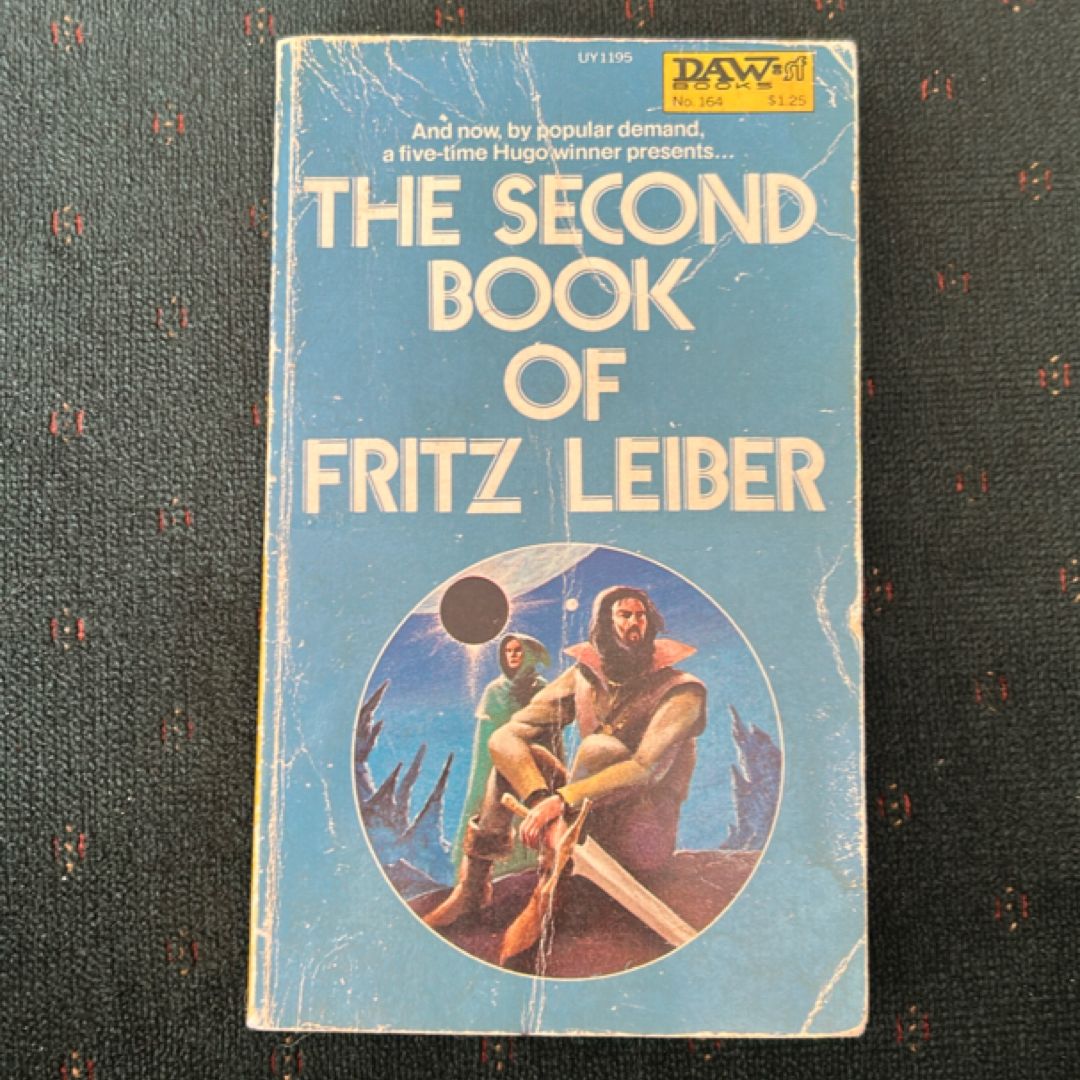 UY1195
DAW sf
BOOKS
No. 164 $1.25
And now, by popular demand,
a five-time Hugo winner presents...
THE SECOND
BOOK
OF
FRITZ LEIBER